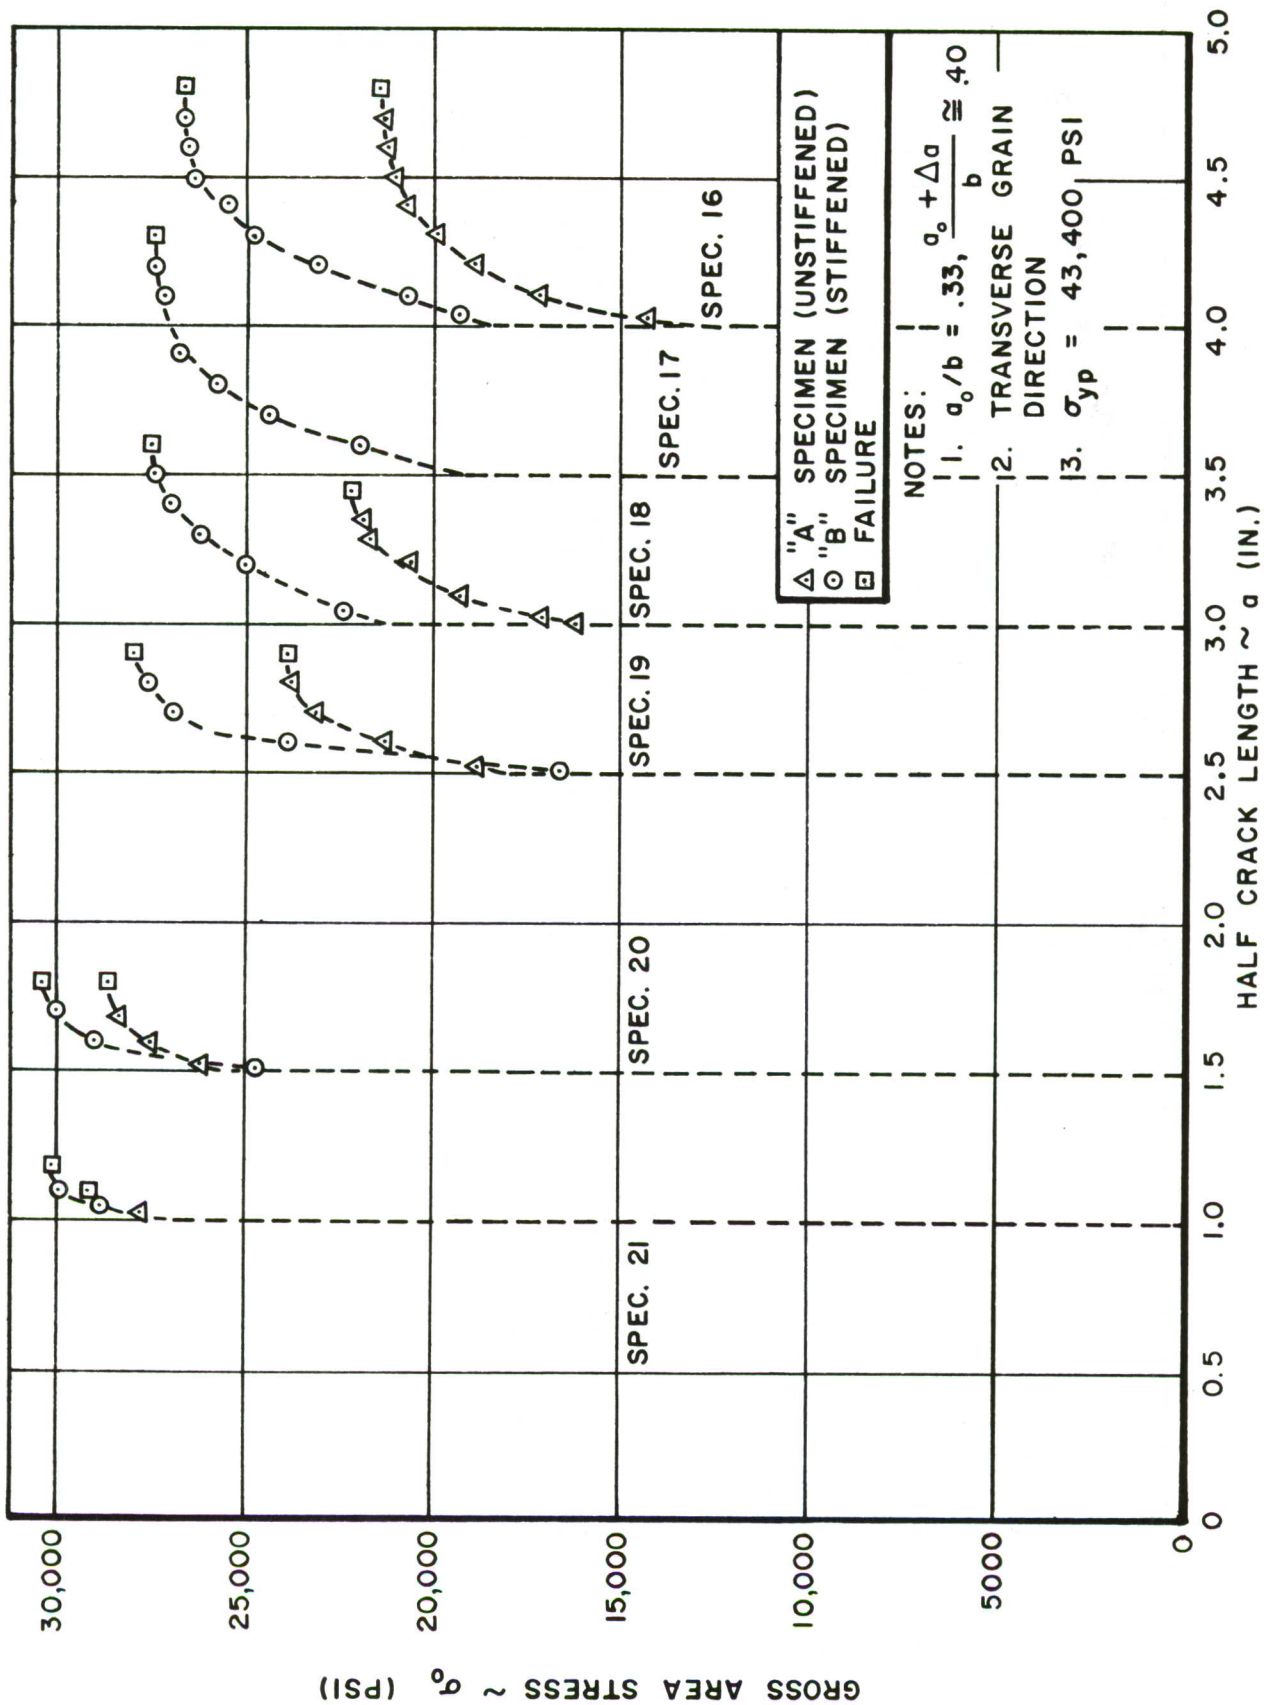 GROSS AREA STRESS ~ σ₀ (PSI)
30,000
25,000
20,000
15,000
10,000
5000
0
SPEC. 21
SPEC. 20
SPEC. 19
SPEC. 18
SPEC. 17
SPEC. 16
△ "A" SPECIMEN (UNSTIFFENED)
⊙ "B" SPECIMEN (STIFFENED)
⊡ FAILURE
NOTES:
1. a₀/b = .33, (a₀ + Δa)/b ≅ .40
2. TRANSVERSE GRAIN
DIRECTION
3. σyp = 43,400 PSI
0 0.5 1.0 1.5 2.0 2.5 3.0 3.5 4.0 4.5 5.0
HALF CRACK LENGTH ~ a (IN.)